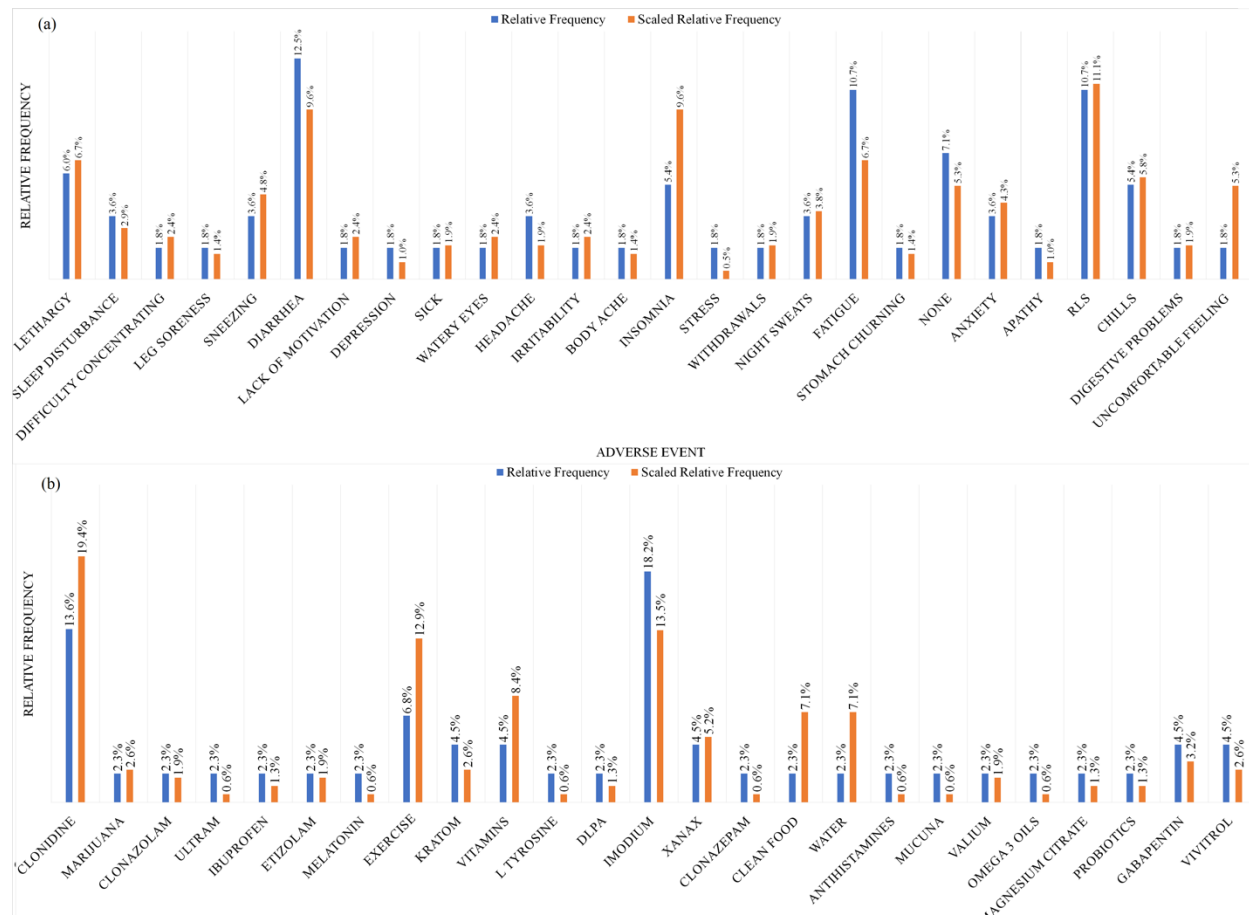 (a)
Relative Frequency Scaled Relative Frequency
RELATIVE FREQUENCY
6.0% 6.7%
3.6% 2.9%
1.8% 2.4%
1.8% 1.4%
3.6% 4.8%
12.5% 9.6%
1.8% 2.4%
1.8% 1.0%
1.8% 1.9%
1.8% 2.4%
3.6% 1.9%
1.8% 2.4%
1.8% 1.4%
5.4% 9.6%
1.8% 0.5%
1.8% 1.9%
3.6% 3.8%
10.7% 6.7%
1.8% 1.4%
7.1% 5.3%
3.6% 4.3%
1.8% 1.0%
10.7% 11.1%
5.4% 5.8%
1.8% 1.9%
1.8% 5.3%
LETHARGY
SLEEP DISTURBANCE
DIFFICULTY CONCENTRATING
LEG SORENESS
SNEEZING
DIARRHEA
LACK OF MOTIVATION
DEPRESSION
SICK
WATERY EYES
HEADACHE
IRRITABILITY
BODY ACHE
INSOMNIA
STRESS
WITHDRAWALS
NIGHT SWEATS
FATIGUE
STOMACH CHURNING
NONE
ANXIETY
APATHY
RLS
CHILLS
DIGESTIVE PROBLEMS
UNCOMFORTABLE FEELING
ADVERSE EVENT
(b)
Relative Frequency Scaled Relative Frequency
RELATIVE FREQUENCY
13.6% 19.4%
2.3% 2.6%
2.3% 1.9%
2.3% 0.6%
2.3% 1.3%
2.3% 1.9%
2.3% 0.6%
6.8% 12.9%
4.5% 2.6%
4.5% 8.4%
2.3% 0.6%
2.3% 1.3%
18.2% 13.5%
4.5% 5.2%
2.3% 0.6%
2.3% 7.1%
2.3% 7.1%
2.3% 0.6%
2.3% 0.6%
2.3% 1.9%
2.3% 0.6%
2.3% 1.3%
2.3% 1.3%
4.5% 3.2%
4.5% 2.6%
CLONIDINE
MARIJUANA
CLONAZOLAM
ULTRAM
IBUPROFEN
ETIZOLAM
MELATONIN
EXERCISE
KRATOM
VITAMINS
L TYROSINE
DLPA
IMODIUM
XANAX
CLONAZEPAM
CLEAN FOOD
WATER
ANTIHISTAMINES
MUCUNA
VALIUM
OMEGA 3 OILS
MAGNESIUM CITRATE
PROBIOTICS
GABAPENTIN
VIVITROL